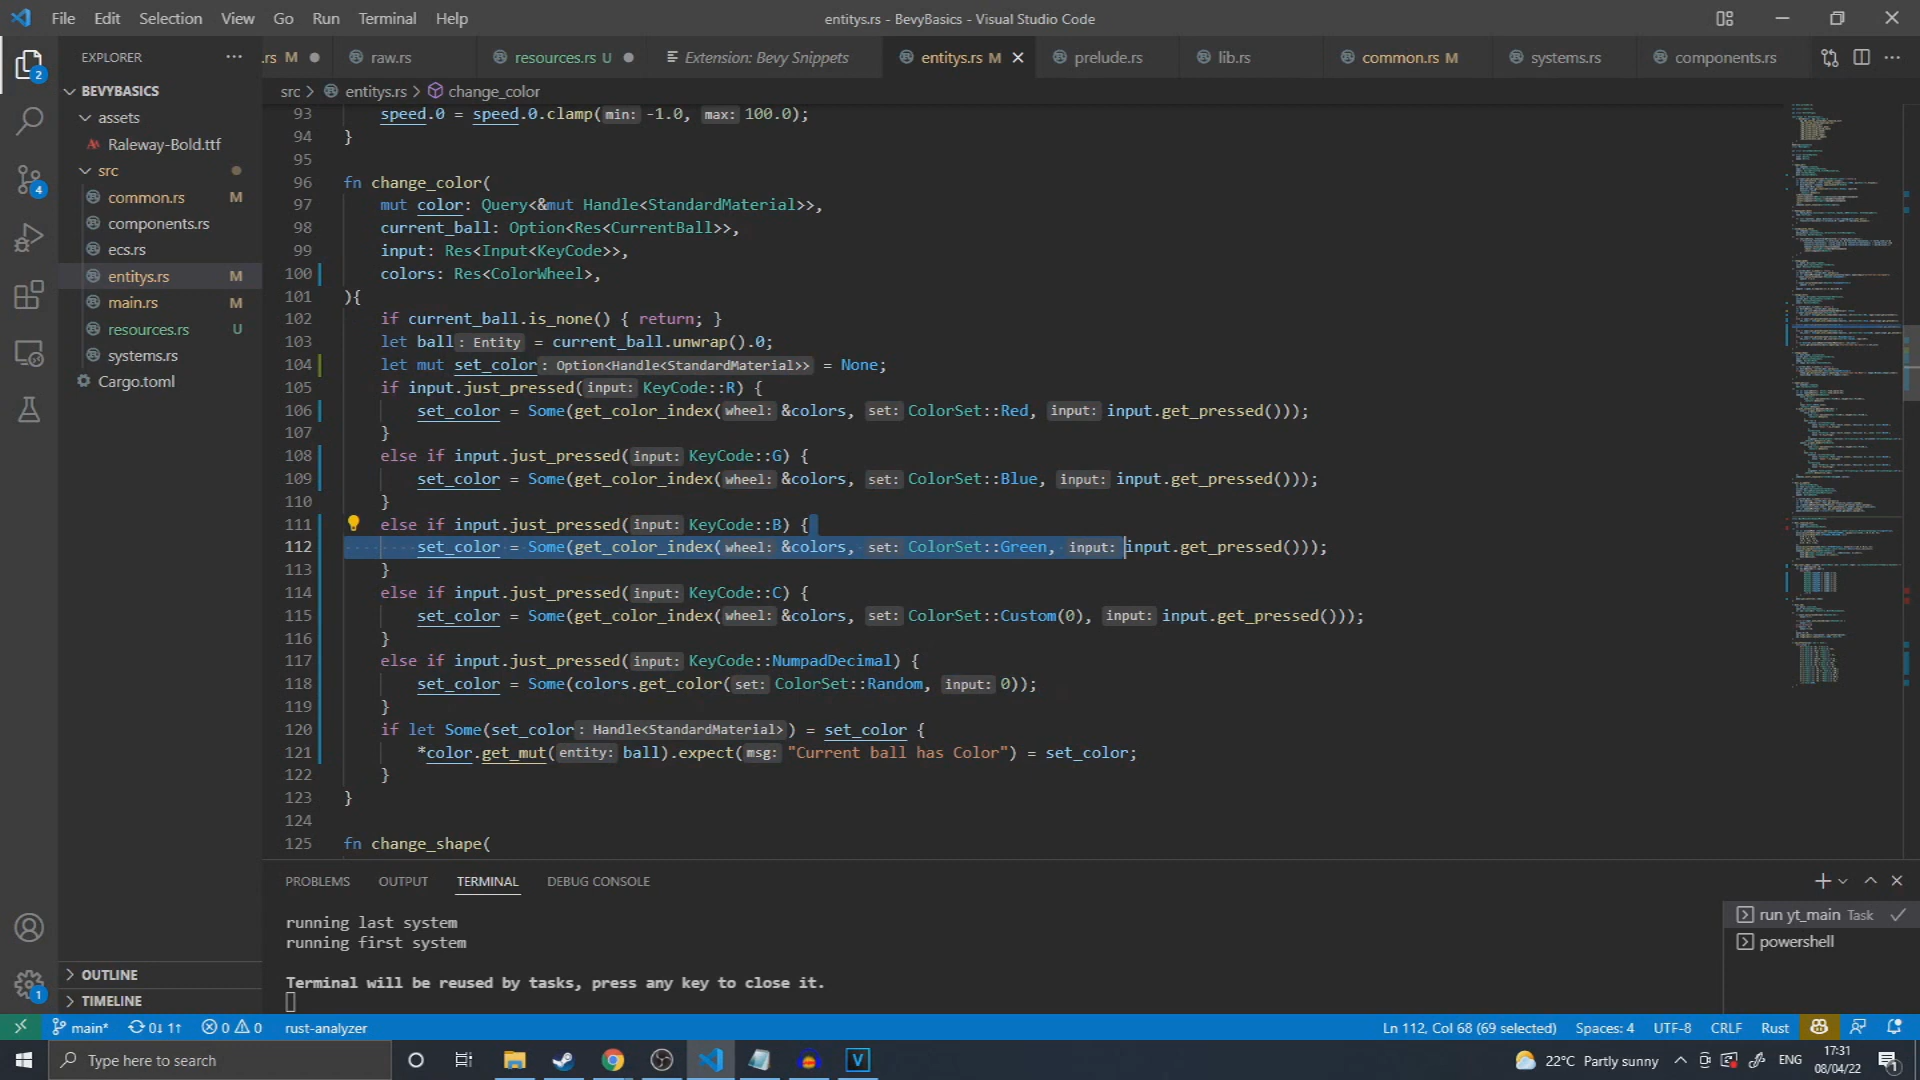 File Edit Selection View Go Run Terminal Help
entitys.rs - BevyBasics - Visual Studio Code
EXPLORER
.rs M
raw.rs
resources.rs U
Extension: Bevy Snippets
entitys.rs M
prelude.rs
lib.rs
common.rs M
systems.rs
components.rs
2
4
1
BEVYBASICS
assets
Raleway-Bold.ttf
src
common.rs M
components.rs
ecs.rs
entitys.rs M
main.rs M
resources.rs U
systems.rs
Cargo.toml
OUTLINE
TIMELINE
src > entitys.rs > change_color
93 speed.0 = speed.0.clamp(min: -1.0, max: 100.0);
94 }
95
96 fn change_color(
97 mut color: Query<&mut Handle<StandardMaterial>>,
98 current_ball: Option<Res<CurrentBall>>,
99 input: Res<Input<KeyCode>>,
100 colors: Res<ColorWheel>,
101 ){
102 if current_ball.is_none() { return; }
103 let ball: Entity = current_ball.unwrap().0;
104 let mut set_color: Option<Handle<StandardMaterial>> = None;
105 if input.just_pressed(input: KeyCode::R) {
106 set_color = Some(get_color_index(wheel: &colors, set: ColorSet::Red, input: input.get_pressed()));
107 }
108 else if input.just_pressed(input: KeyCode::G) {
109 set_color = Some(get_color_index(wheel: &colors, set: ColorSet::Blue, input: input.get_pressed()));
110 }
111 else if input.just_pressed(input: KeyCode::B) {
112 set_color = Some(get_color_index(wheel: &colors, set: ColorSet::Green, input: input.get_pressed()));
113 }
114 else if input.just_pressed(input: KeyCode::C) {
115 set_color = Some(get_color_index(wheel: &colors, set: ColorSet::Custom(0), input: input.get_pressed()));
116 }
117 else if input.just_pressed(input: KeyCode::NumpadDecimal) {
118 set_color = Some(colors.get_color(set: ColorSet::Random, input: 0));
119 }
120 if let Some(set_color: Handle<StandardMaterial>) = set_color {
121 *color.get_mut(entity: ball).expect(msg: "Current ball has Color") = set_color;
122 }
123 }
124
125 fn change_shape(
PROBLEMS OUTPUT TERMINAL DEBUG CONSOLE
running last system
running first system
Terminal will be reused by tasks, press any key to close it.
run yt_main Task
powershell
main* 0↓ 1↑ 0 0 rust-analyzer
Ln 112, Col 68 (69 selected) Spaces: 4 UTF-8 CRLF Rust
Type here to search
V
22°C Partly sunny
ENG
17:31
08/04/22
1